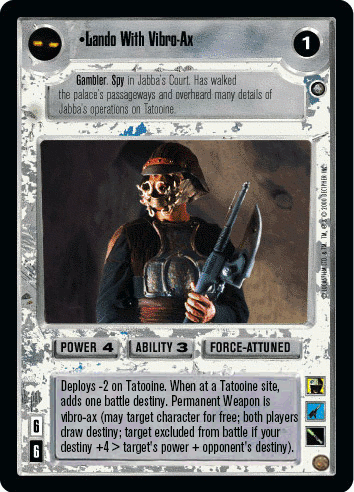 •Lando With Vibro-Ax
1
Gambler. Spy in Jabba's Court. Has walked
the palace's passageways and overheard many details of
Jabba's operations on Tatooine.
POWER 4
ABILITY 3
FORCE-ATTUNED
Deploys -2 on Tatooine. When at a Tatooine site,
adds one battle destiny. Permanent Weapon is
vibro-ax (may target character for free; both players
draw destiny; target excluded from battle if your
destiny +4 > target's power + opponent's destiny).
6
6